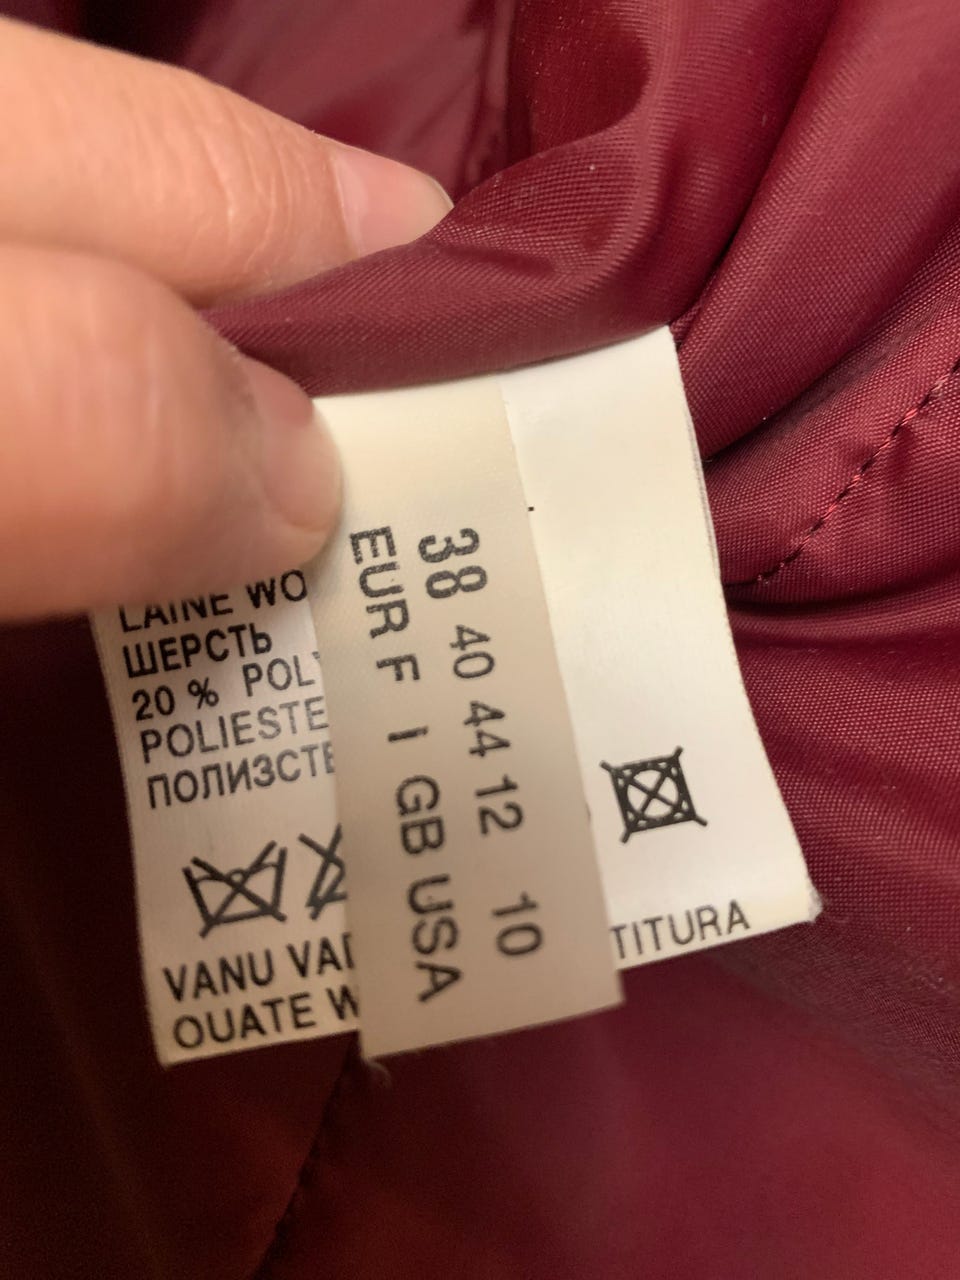 LAINE WO
ШЕРСТЬ
20 % POL
POLIESTE
ПОЛИЭСТЕ
VANU VA
OUATE W
38 40 44 12 10
EUR F I GB USA
TITURA